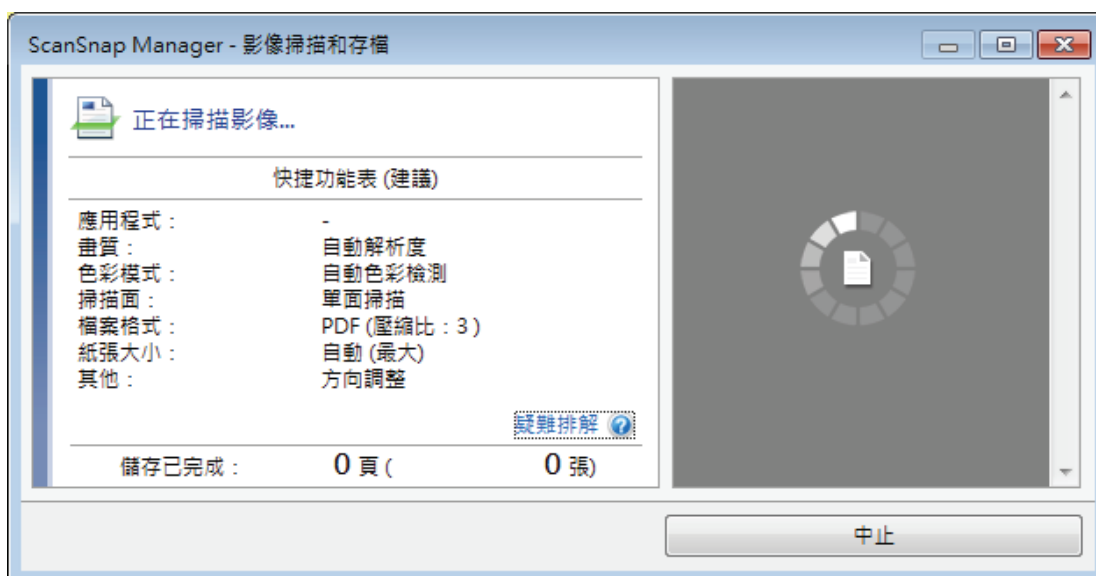 ScanSnap Manager - 影像掃描和存檔
正在掃描影像...
快捷功能表 (建議)
應用程式： -
畫質： 自動解析度
色彩模式： 自動色彩檢測
掃描面： 單面掃描
檔案格式： PDF (壓縮比：3 )
紙張大小： 自動 (最大)
其他： 方向調整
疑難排解
儲存已完成： 0 頁 ( 0 張)
中止